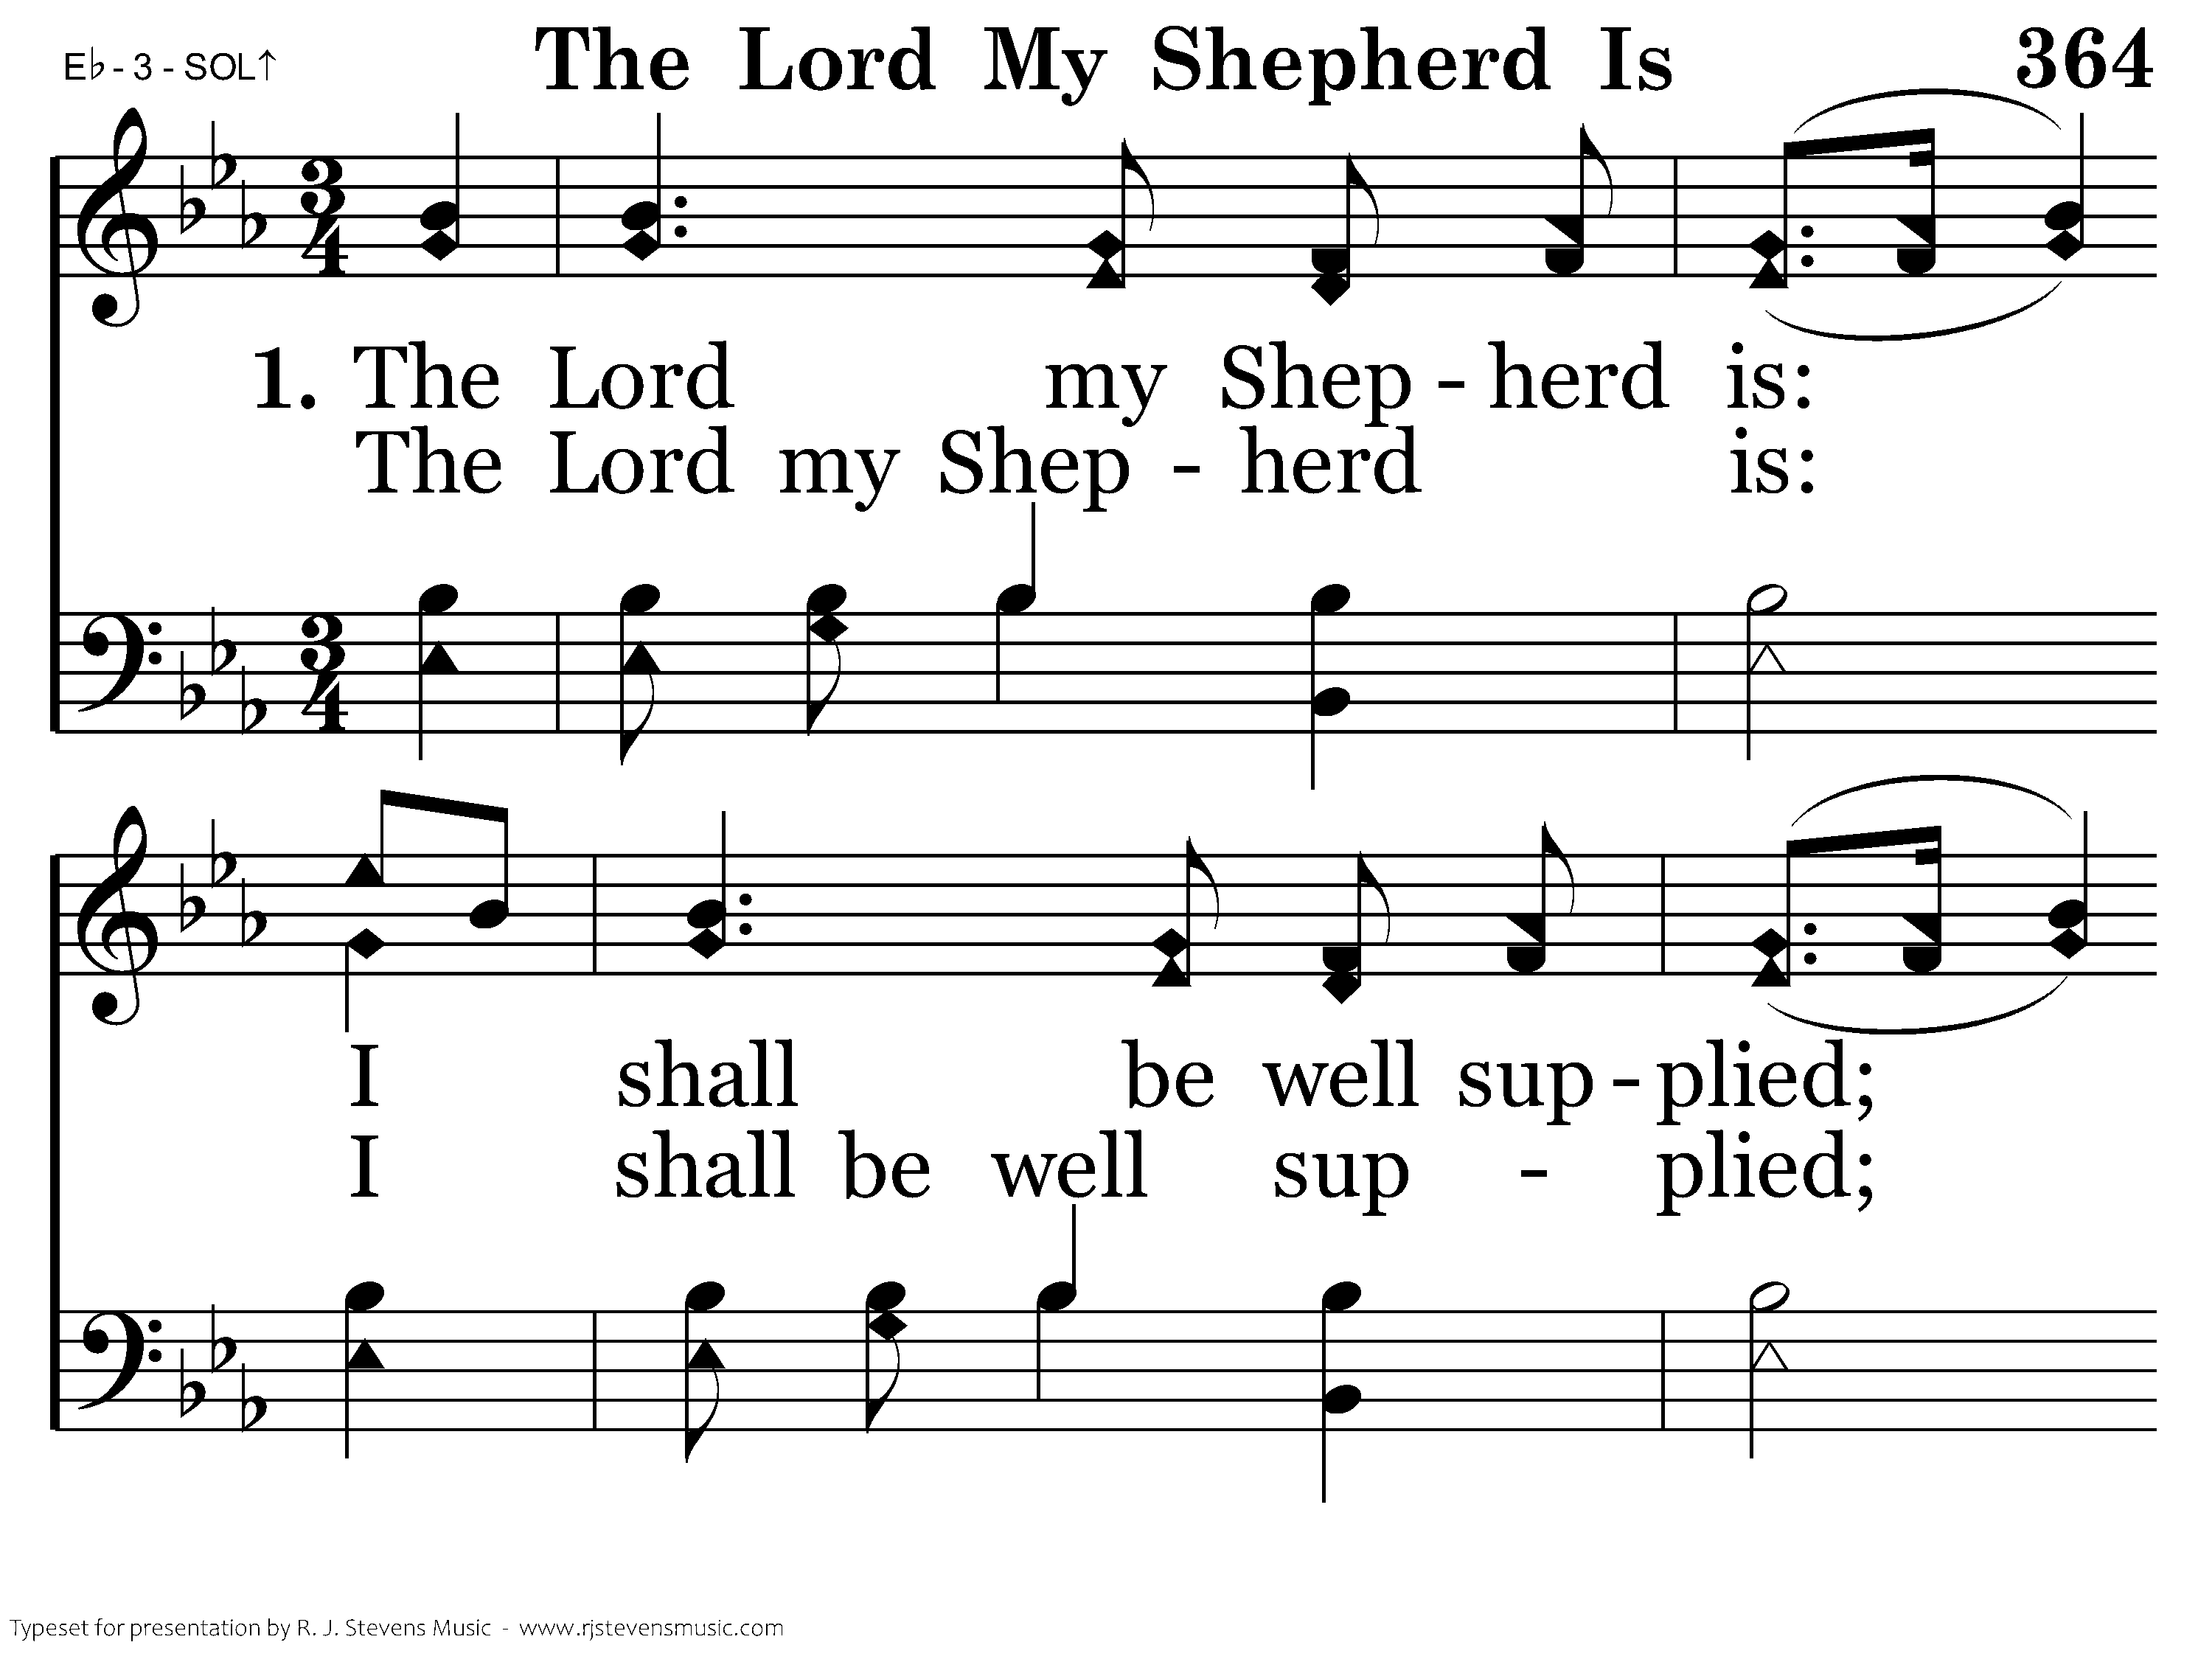 E♭ - 3 - SOL↑ The Lord My Shepherd Is 364
1. The Lord my Shep - herd is:
The Lord my Shep - herd is:
I shall be well sup - plied;
I shall be well sup - plied;
Typeset for presentation by R. J. Stevens Music - www.rjstevensmusic.com